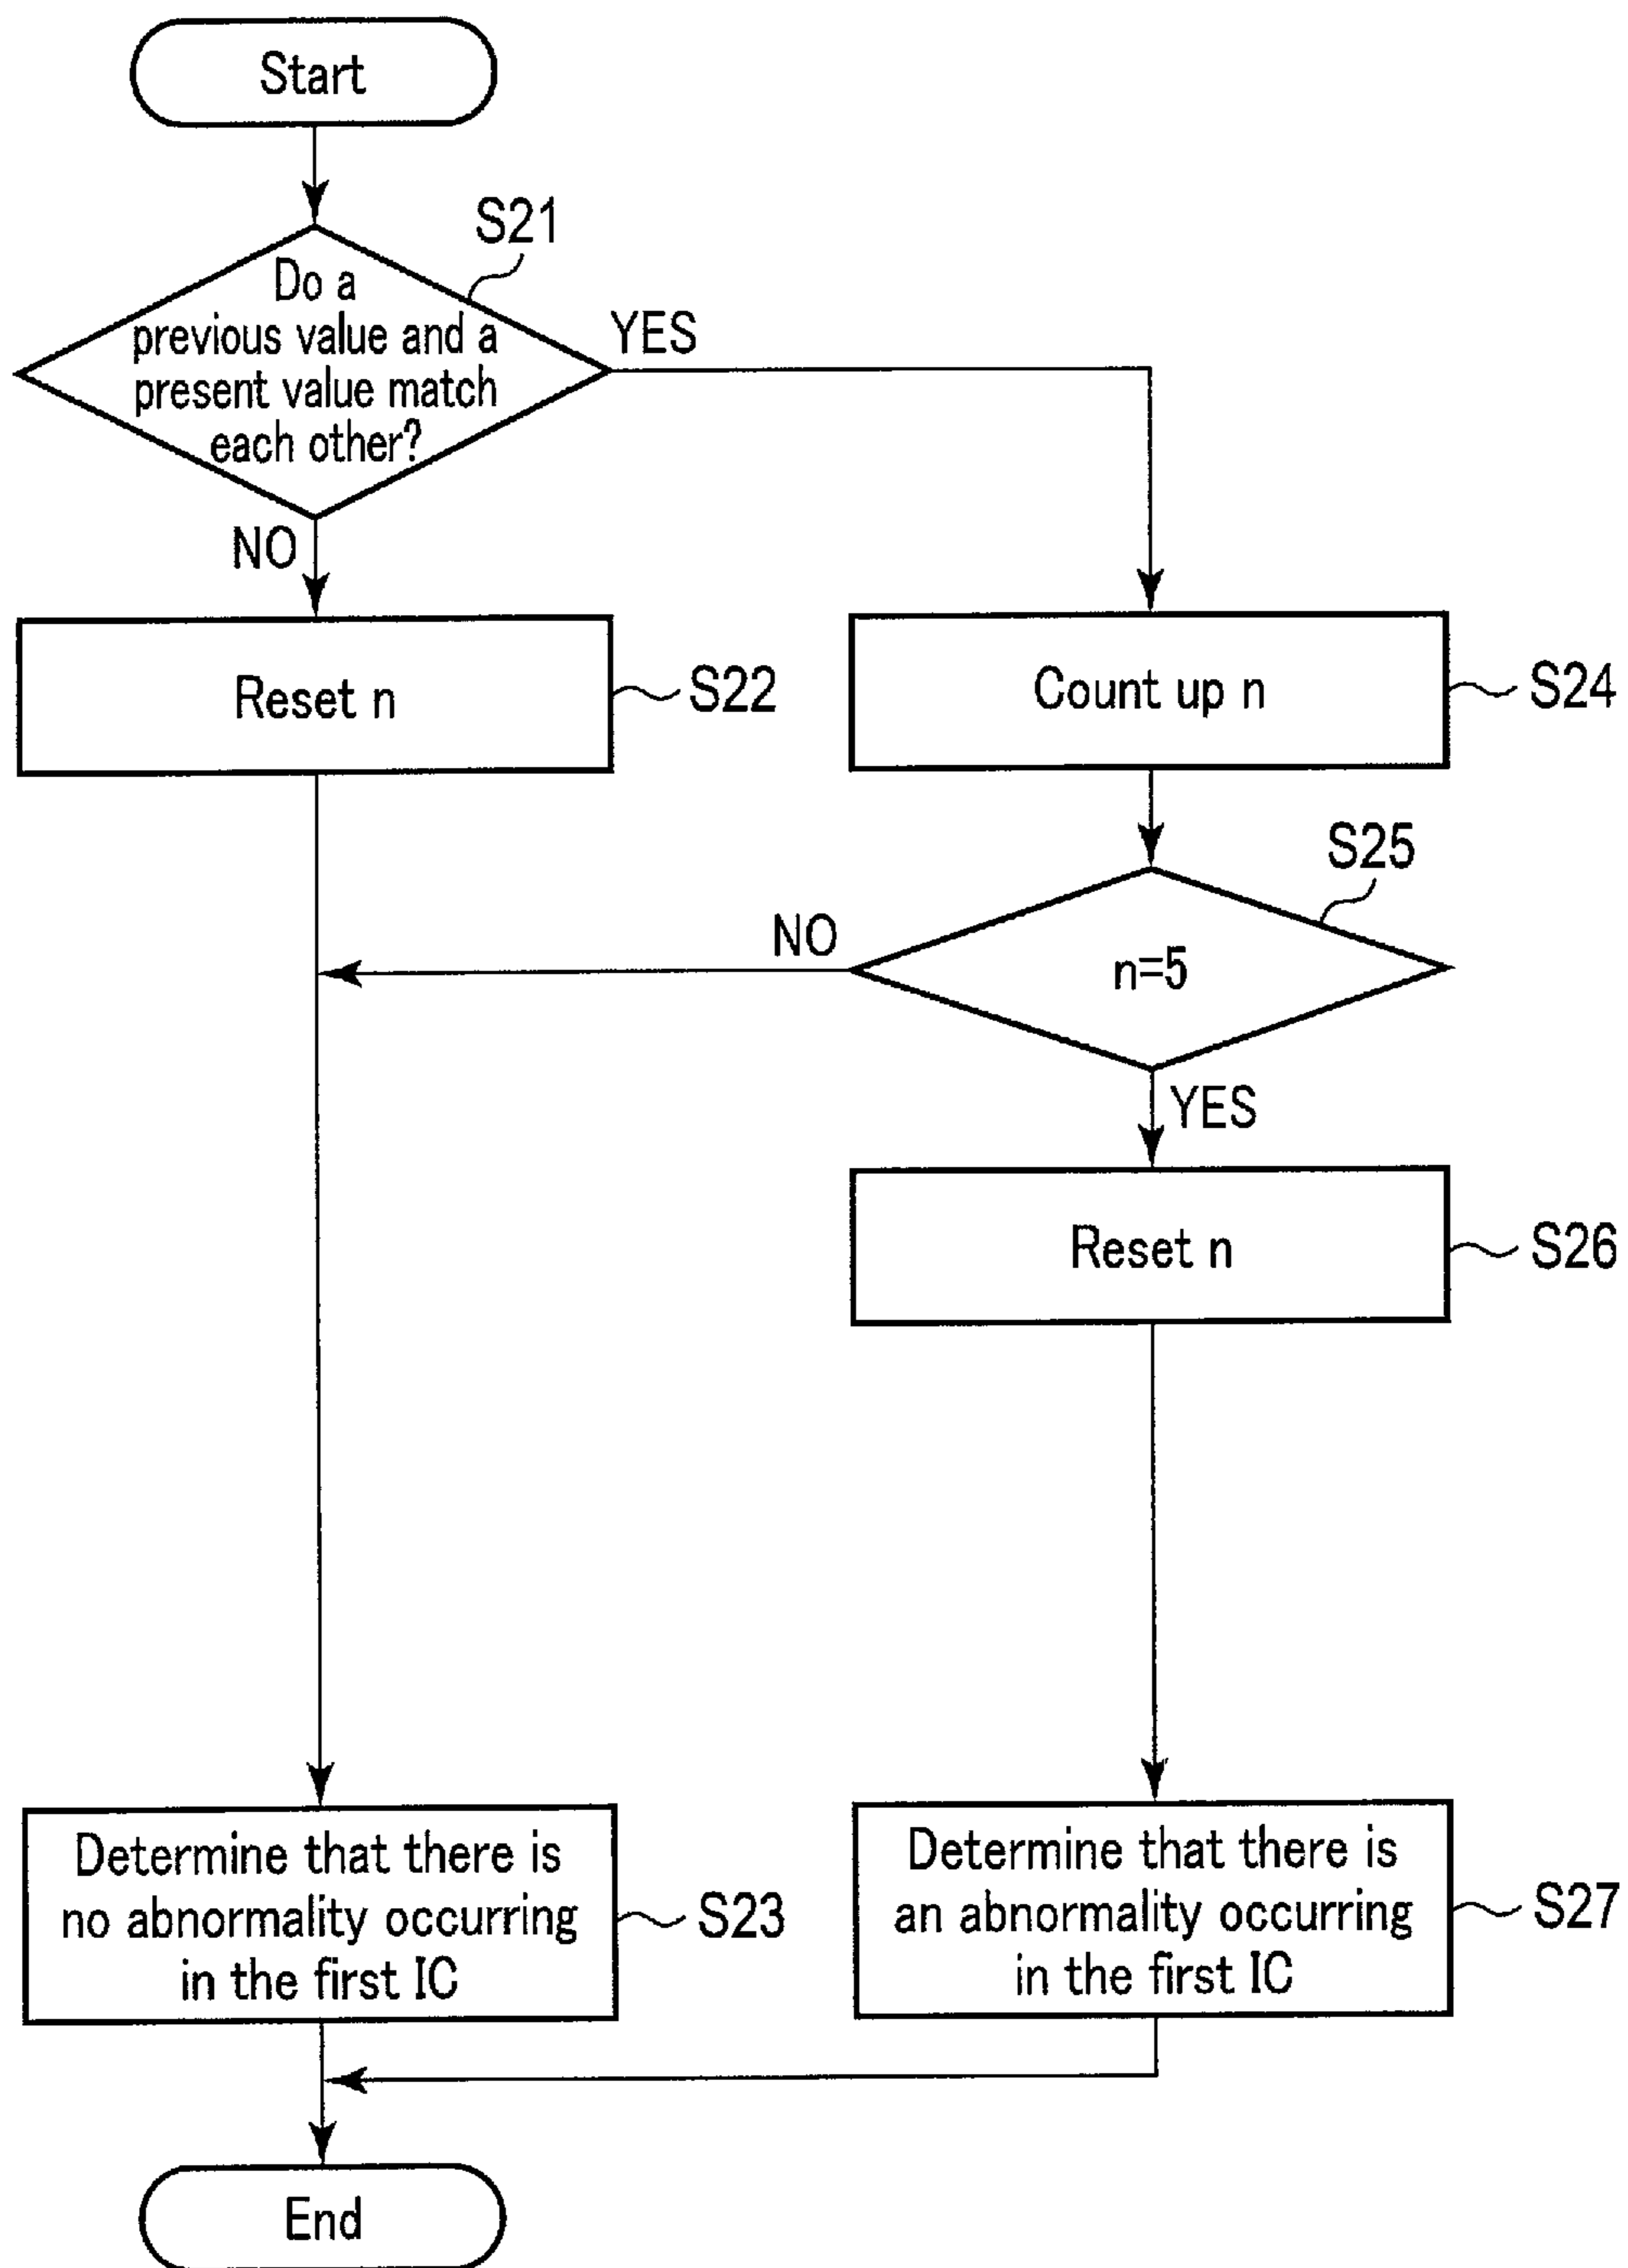 Start
S21
Do a
previous value and a
present value match
each other?
YES
NO
Reset n
S22
Count up n
S24
S25
NO
n=5
YES
Reset n
S26
Determine that there is
no abnormality occurring
in the first IC
S23
Determine that there is
an abnormality occurring
in the first IC
S27
End